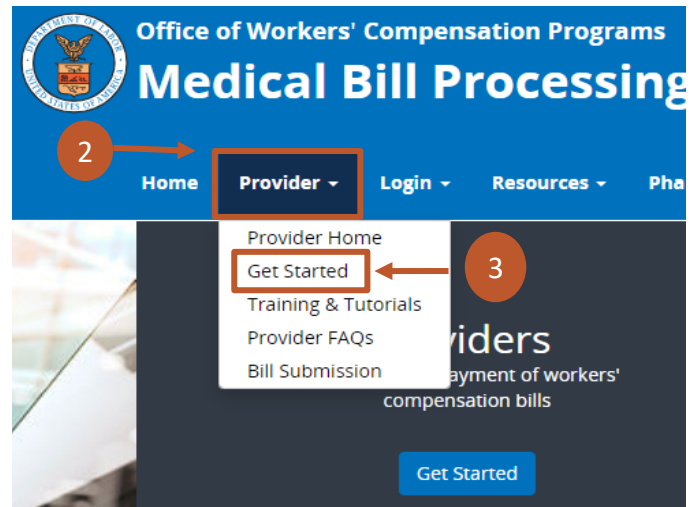 Office of Workers' Compensation Programs
Medical Bill Processing
2
Home Provider Login Resources Pha
Provider Home
Get Started
3
Training & Tutorials
Provider FAQs
viders
Bill Submission
ayment of workers'
compensation bills
Get Started